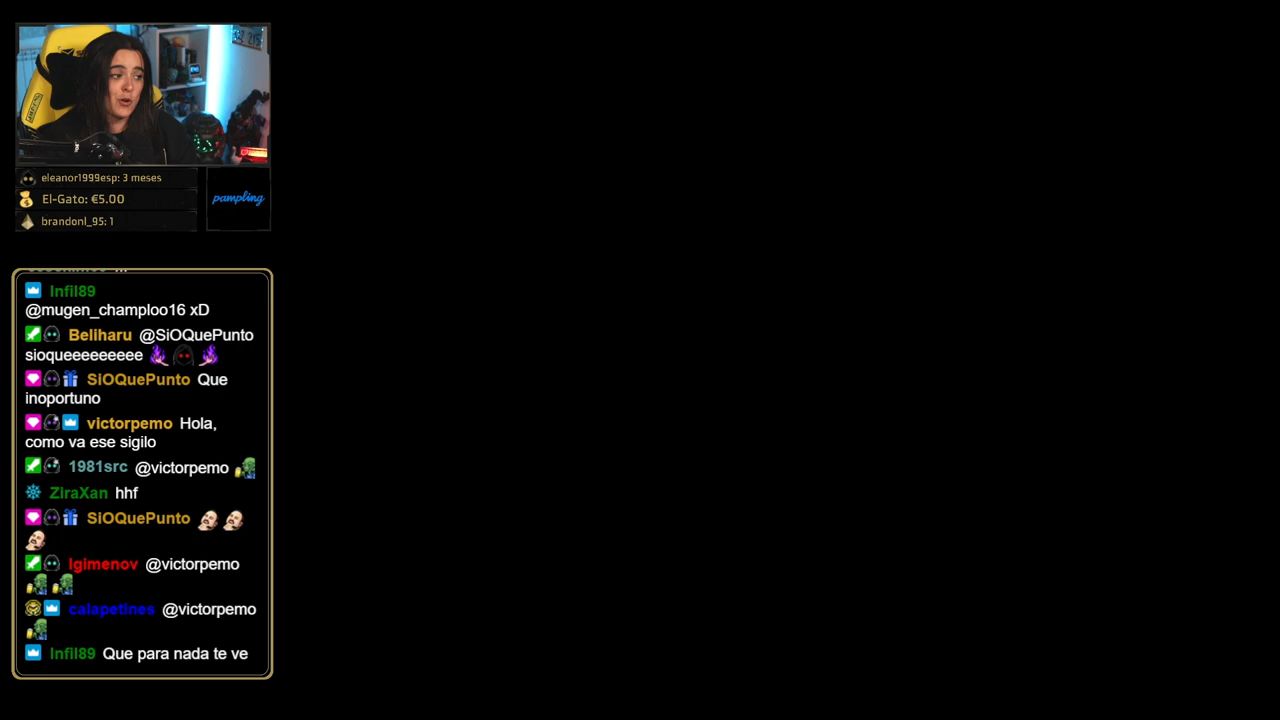 eleanor1999esp: 3 meses
El-Gato: €5.00
pampling
brandonl_95: 1
Infil89
@mugen_champloo16 xD
Beliharu @SiOQuePunto
sioqueeeeeeeee
SiOQuePunto Que
inoportuno
victorpemo Hola,
como va ese sigilo
1981src @victorpemo
ZiraXan hhf
SiOQuePunto
Igimenov @victorpemo
calapetines @victorpemo
Infil89 Que para nada te ve